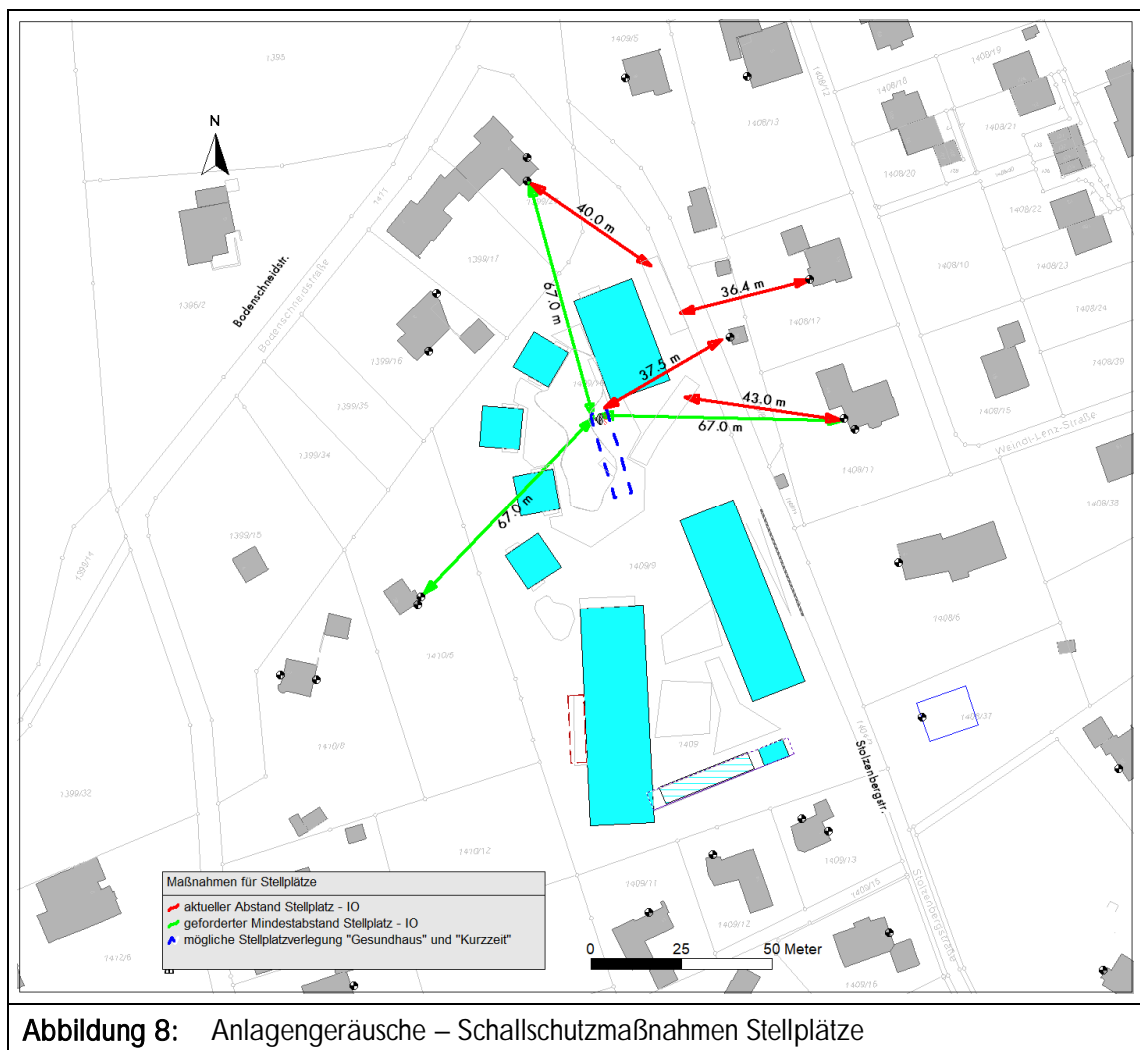 1395
1409/5
1408/12
1408/19
1408/18
1408/13
1408/21
N
1411
1408/20
40.0 m
1408/22
1399/17
Bodenschneidstr.
Bodenschneidstraße
1396/2
36.4 m
1408/10
1408/23
67.0 m
1408/17
1408/24
1399/16
37.5 m
1408/39
43.0 m
1399/35
67.0 m
1408/15
Weindl-Lenz-Straße
1399/24
1408/11
1408/38
67.0 m
1399/15
1399/14
1409/9
1408/6
1410/5
1408/37
1410/8
1409
Stolzenbergstr.
1399/32
1410/12
1409/13
1409/11
1409/12
1409/15
Stolzenbergstraße
1412/6
1409/16
Maßnahmen für Stellplätze
aktueller Abstand Stellplatz - IO
geforderter Mindestabstand Stellplatz - IO
mögliche Stellplatzverlegung "Gesundhaus" und "Kurzzeit"
0 25 50 Meter
Abbildung 8: Anlagengeräusche – Schallschutzmaßnahmen Stellplätze